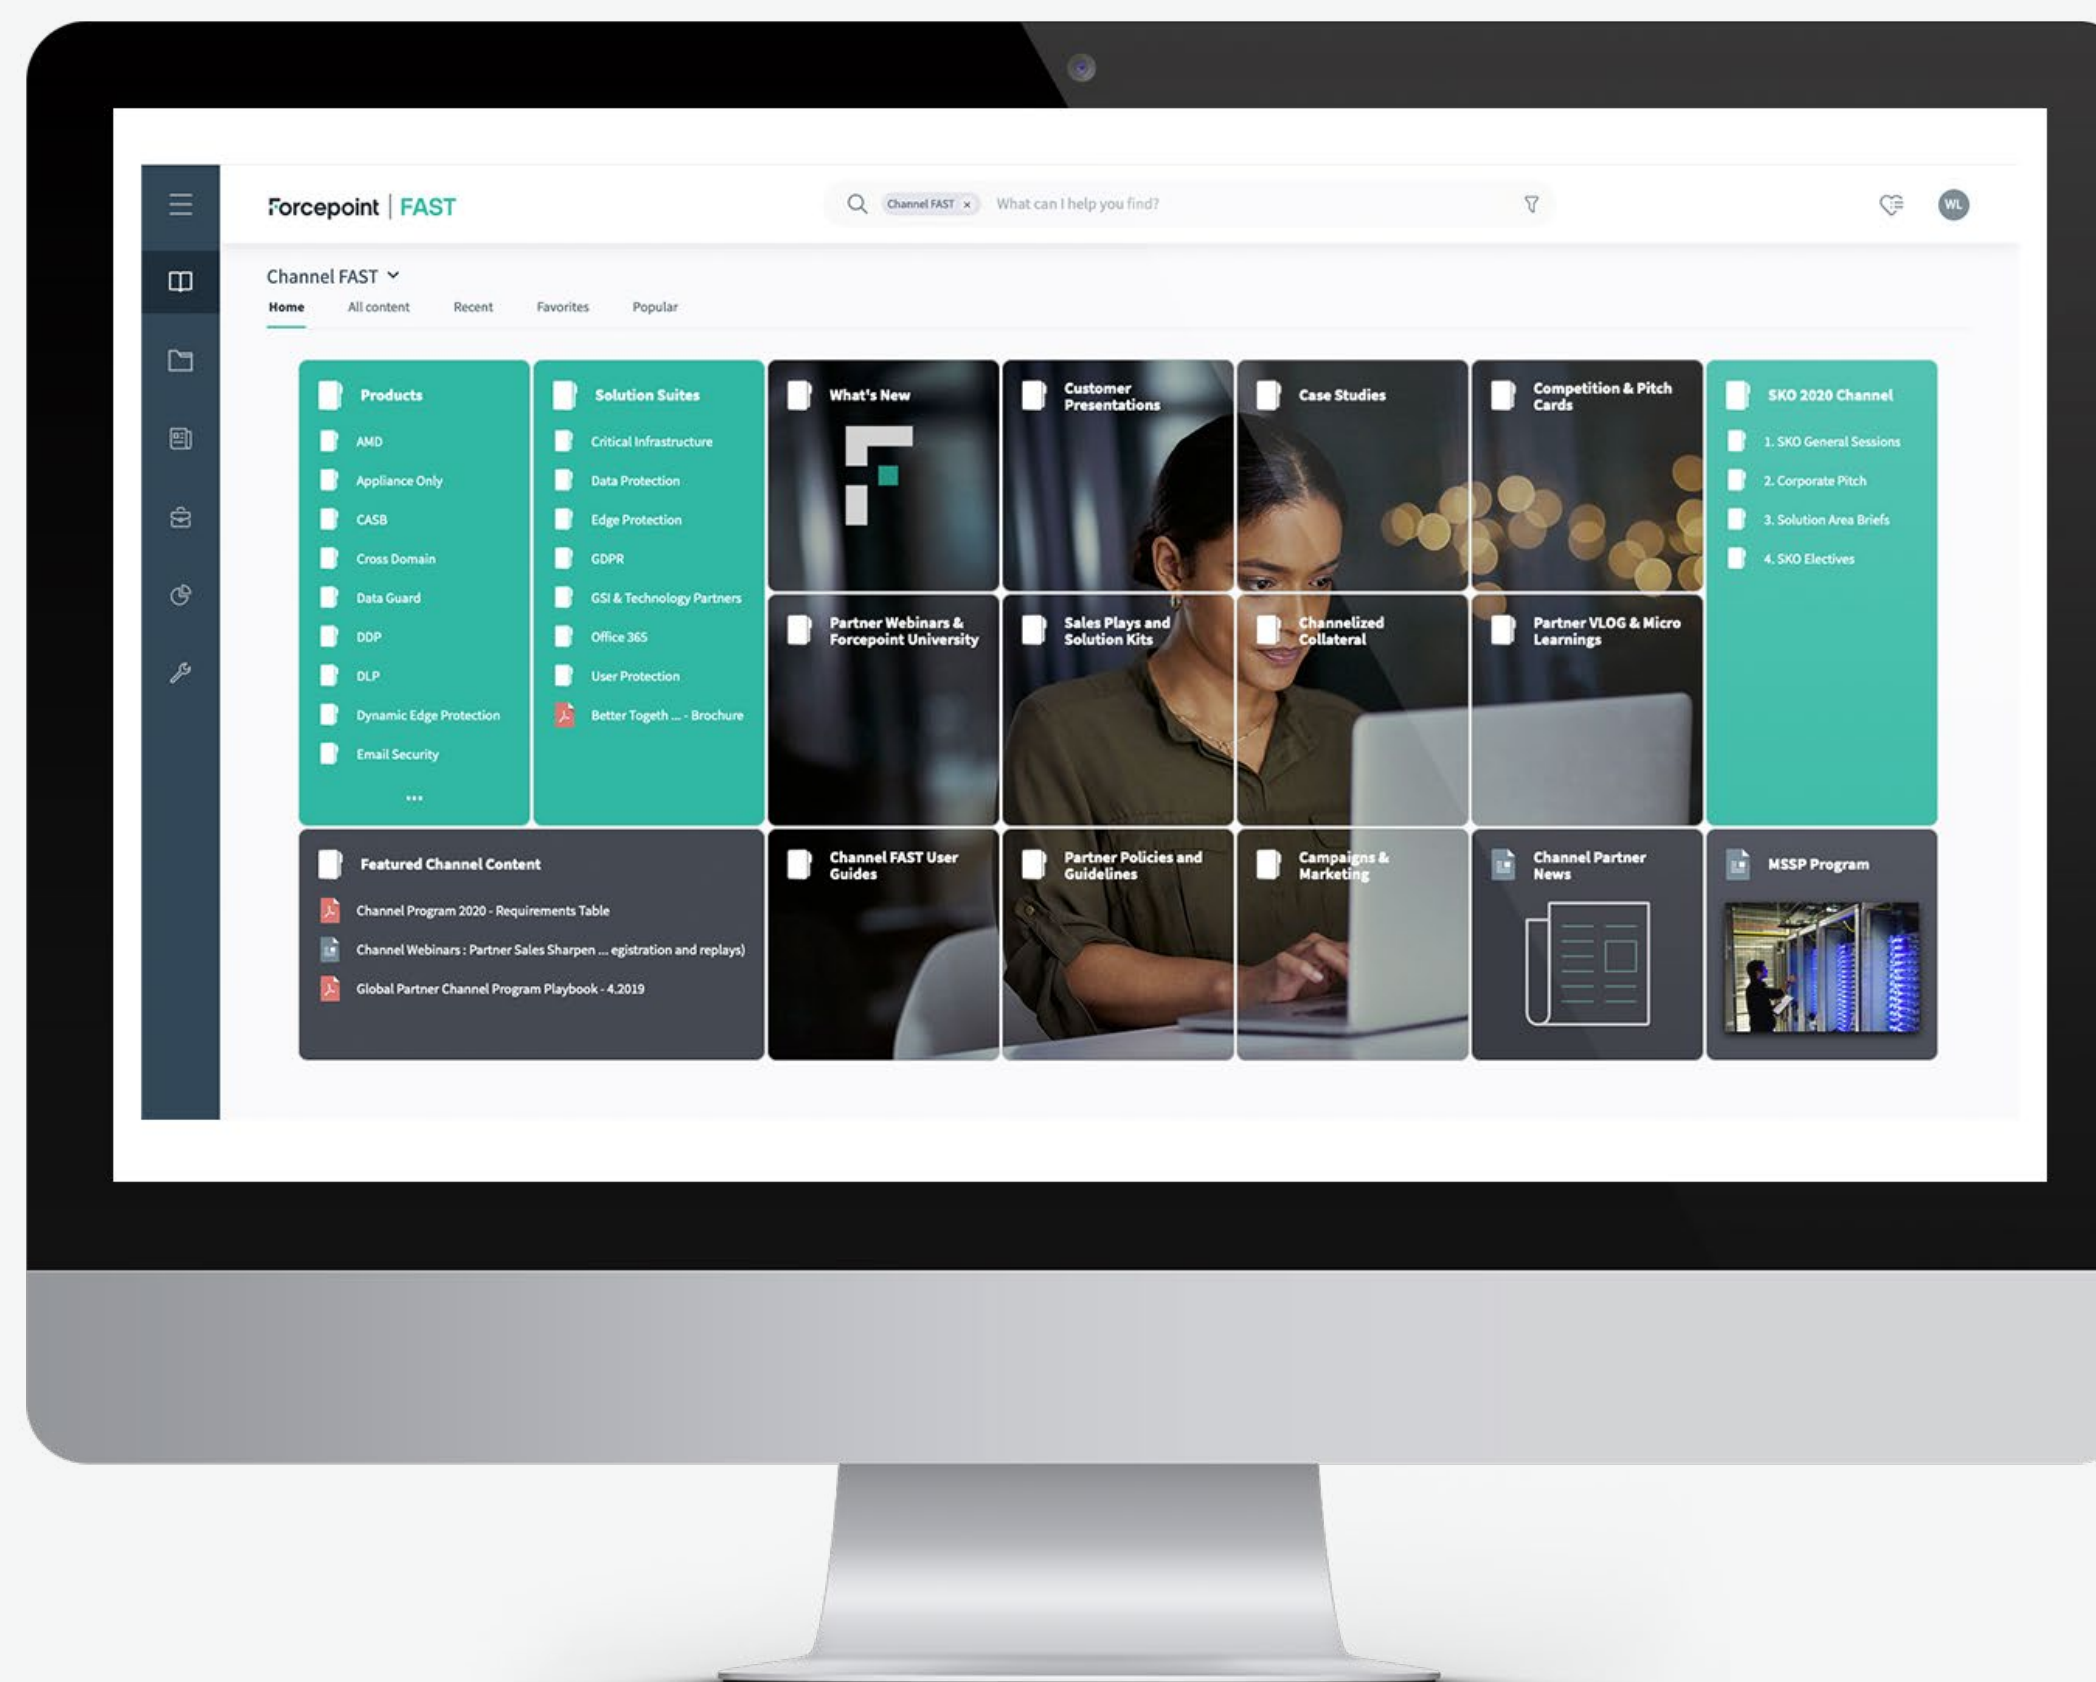 Forcepoint | FAST
Channel FAST x What can I help you find?
WL
Channel FAST
Home All content Recent Favorites Popular
Products
AMD
Appliance Only
CASB
Cross Domain
Data Guard
DDP
DLP
Dynamic Edge Protection
Email Security
...
Solution Suites
Critical Infrastructure
Data Protection
Edge Protection
GDPR
GSI & Technology Partners
Office 365
User Protection
Better Togeth ... - Brochure
What's New
Customer
Presentations
Case Studies
Competition & Pitch
Cards
SKO 2020 Channel
1. SKO General Sessions
2. Corporate Pitch
3. Solution Area Briefs
4. SKO Electives
Partner Webinars &
Forcepoint University
Sales Plays and
Solution Kits
Channelized
Collateral
Partner VLOG & Micro
Learnings
Featured Channel Content
Channel Program 2020 - Requirements Table
Channel Webinars : Partner Sales Sharpen ... egistration and replays)
Global Partner Channel Program Playbook - 4.2019
Channel FAST User
Guides
Partner Policies and
Guidelines
Campaigns &
Marketing
Channel Partner
News
MSSP Program